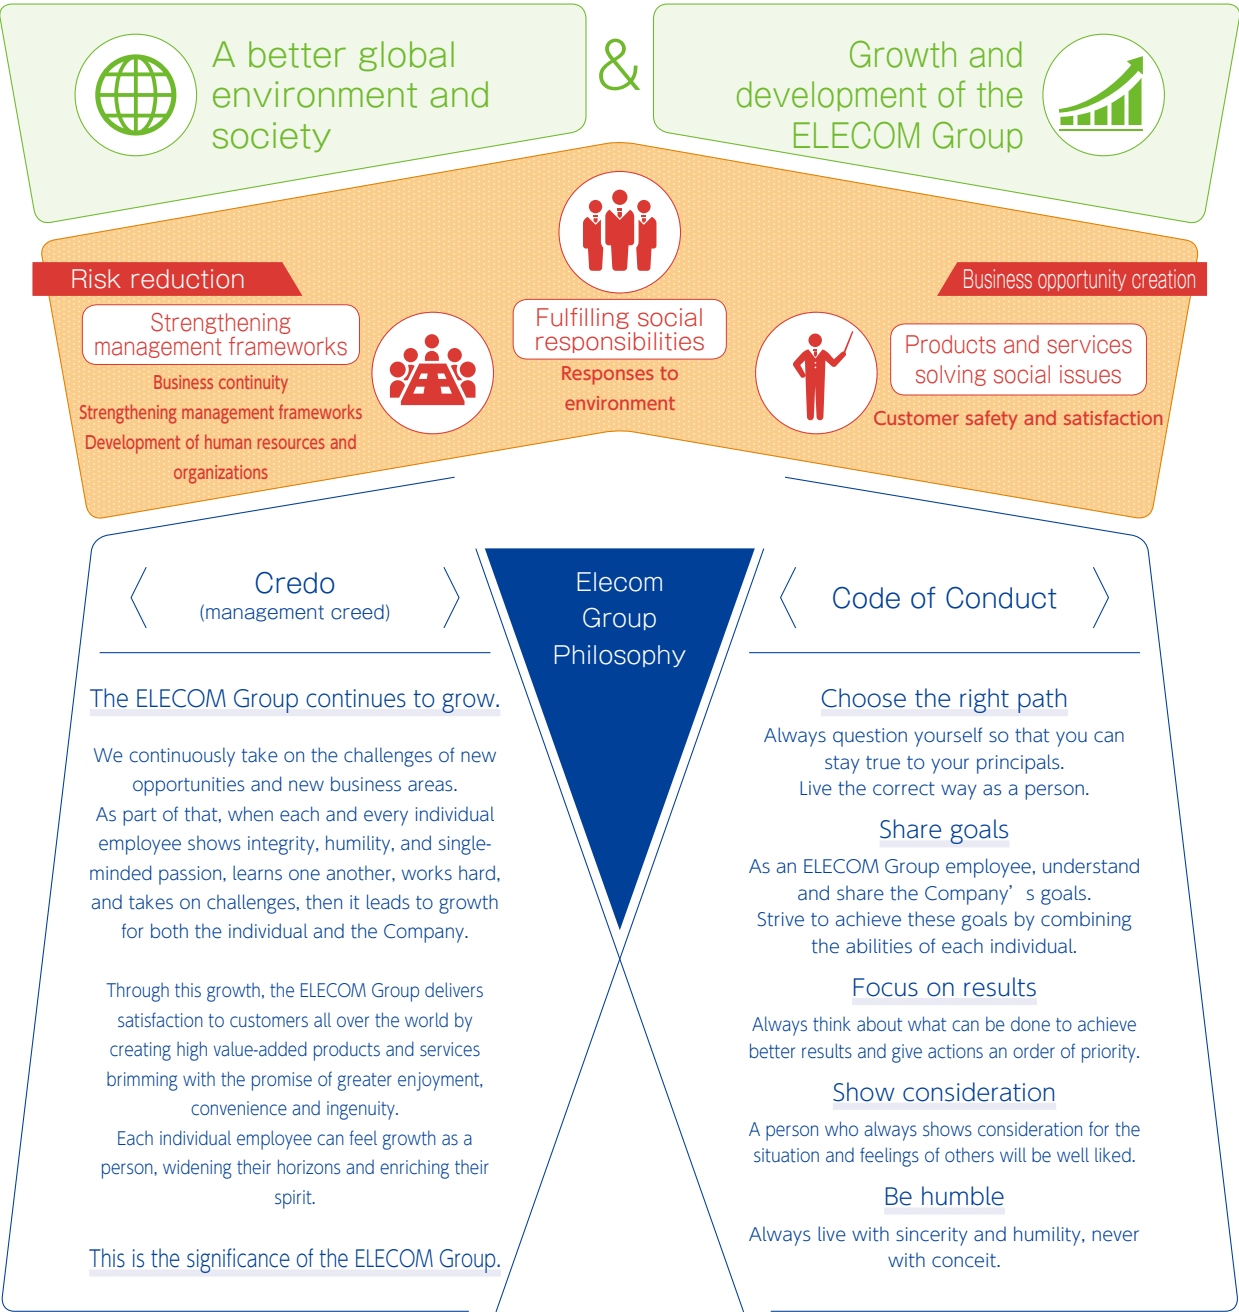 A better global
environment and
society
&
Growth and
development of the
ELECOM Group
Risk reduction
Strengthening
management frameworks
Business continuity
Strengthening management frameworks
Development of human resources and
organizations
Fulfilling social
responsibilities
Responses to
environment
Business opportunity creation
Products and services
solving social issues
Customer safety and satisfaction
Elecom
Group
Philosophy
Credo
(management creed)
The ELECOM Group continues to grow.
We continuously take on the challenges of new
opportunities and new business areas.
As part of that, when each and every individual
employee shows integrity, humility, and single-
minded passion, learns one another, works hard,
and takes on challenges, then it leads to growth
for both the individual and the Company.
Through this growth, the ELECOM Group delivers
satisfaction to customers all over the world by
creating high value-added products and services
brimming with the promise of greater enjoyment,
convenience and ingenuity.
Each individual employee can feel growth as a
person, widening their horizons and enriching their
spirit.
This is the significance of the ELECOM Group.
Code of Conduct
Choose the right path
Always question yourself so that you can
stay true to your principals.
Live the correct way as a person.
Share goals
As an ELECOM Group employee, understand
and share the Company’s goals.
Strive to achieve these goals by combining
the abilities of each individual.
Focus on results
Always think about what can be done to achieve
better results and give actions an order of priority.
Show consideration
A person who always shows consideration for the
situation and feelings of others will be well liked.
Be humble
Always live with sincerity and humility, never
with conceit.